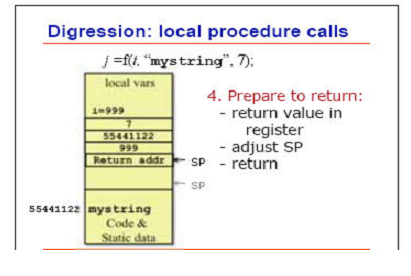 Digression: local procedure calls
j =f(i, "mystring", 7);
local vars
i=999
7
55441122
999
Return addr
SP
SP
55441122
mystring
Code &
Static data
4. Prepare to return:
- return value in
register
- adjust SP
- return